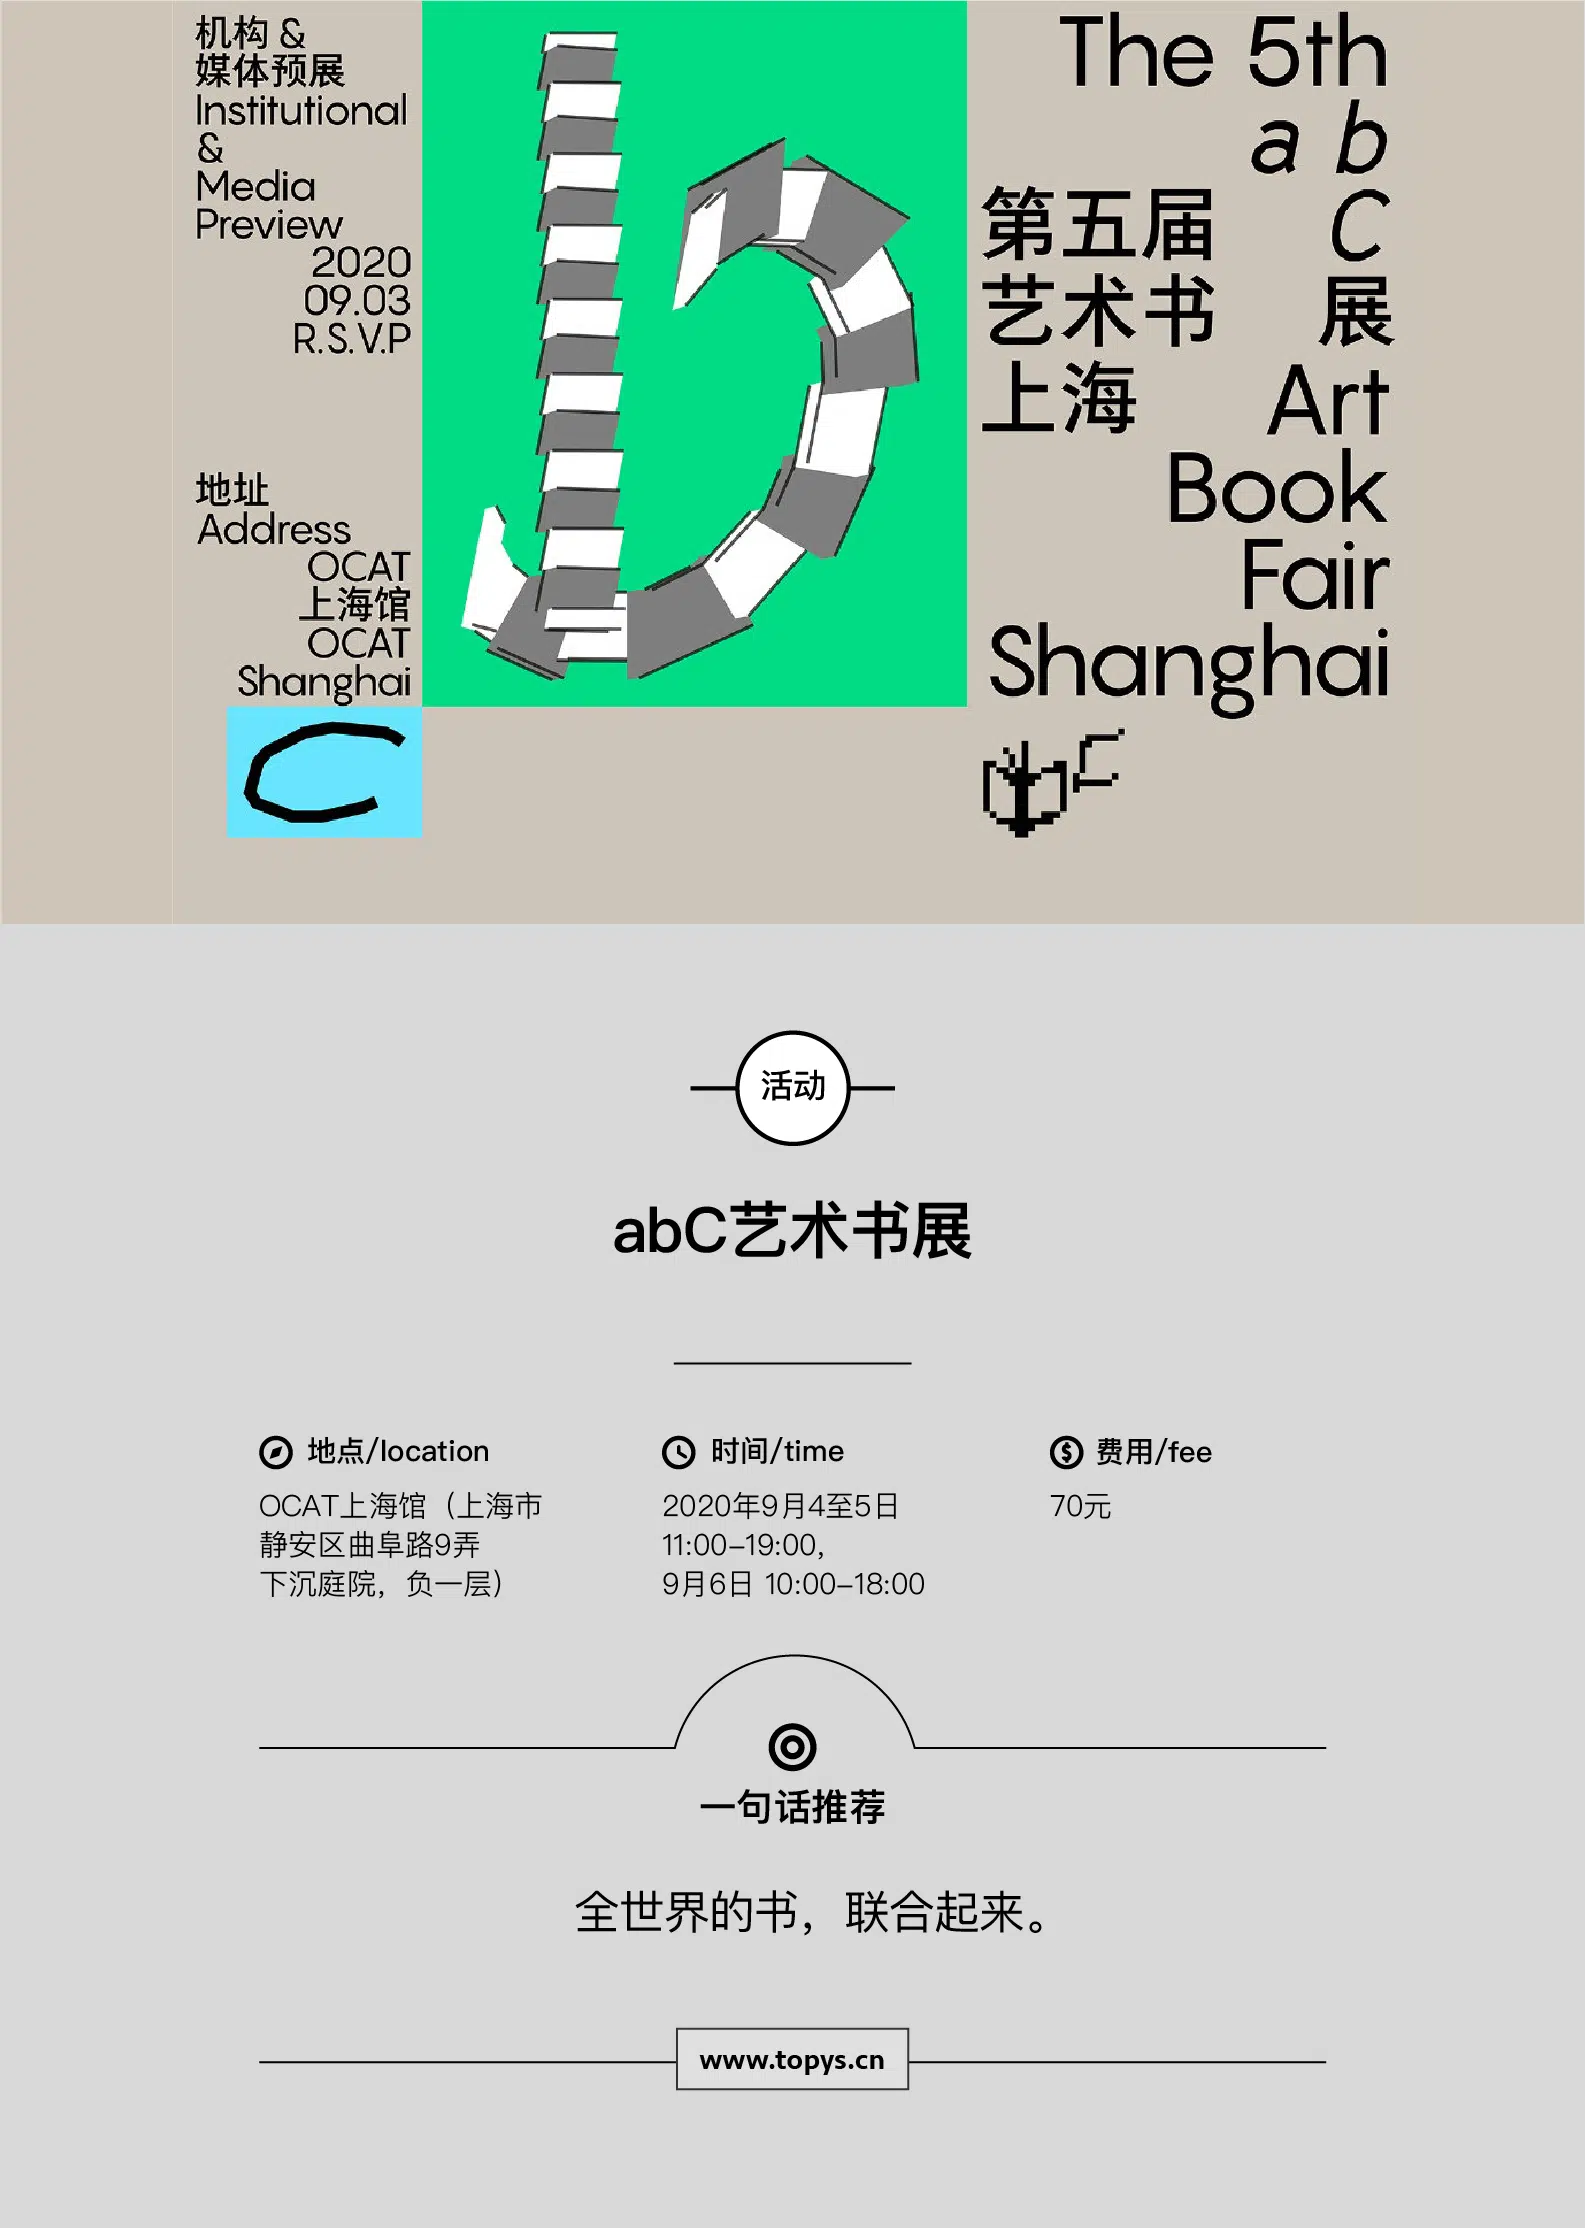 机构 &
媒体预展
Institutional
&
Media
Preview
2020
09.03
R.S.V.P
地址
Address
OCAT
上海馆
OCAT
Shanghai
The 5th
a b
第五届 C
艺术书 展
上海 Art
Book
Fair
Shanghai
活动
abC艺术书展
地点/location
OCAT上海馆（上海市
静安区曲阜路9弄
下沉庭院，负一层）
时间/time
2020年9月4至5日
11:00–19:00,
9月6日 10:00–18:00
费用/fee
70元
一句话推荐
全世界的书，联合起来。
www.topys.cn